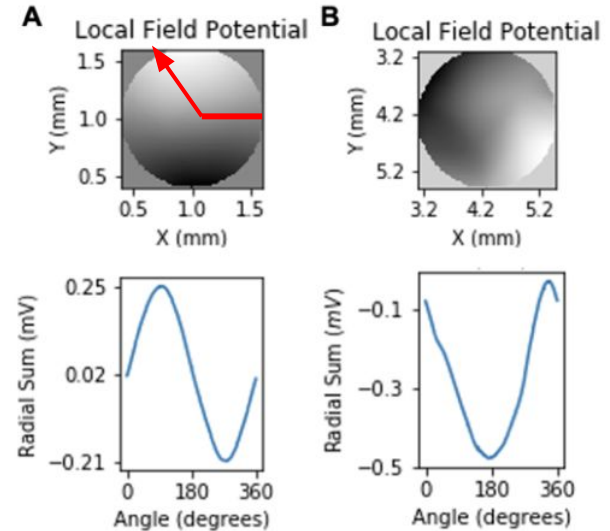 A
Local Field Potential
1.5
1.0
0.5
Y (mm)
0.5 1.0 1.5
X (mm)
B
Local Field Potential
3.2
4.2
5.2
Y (mm)
3.2 4.2 5.2
X (mm)
0.25
0.02
−0.21
Radial Sum (mV)
0 180 360
Angle (degrees)
−0.1
−0.3
−0.5
Radial Sum (mV)
0 180 360
Angle (degrees)